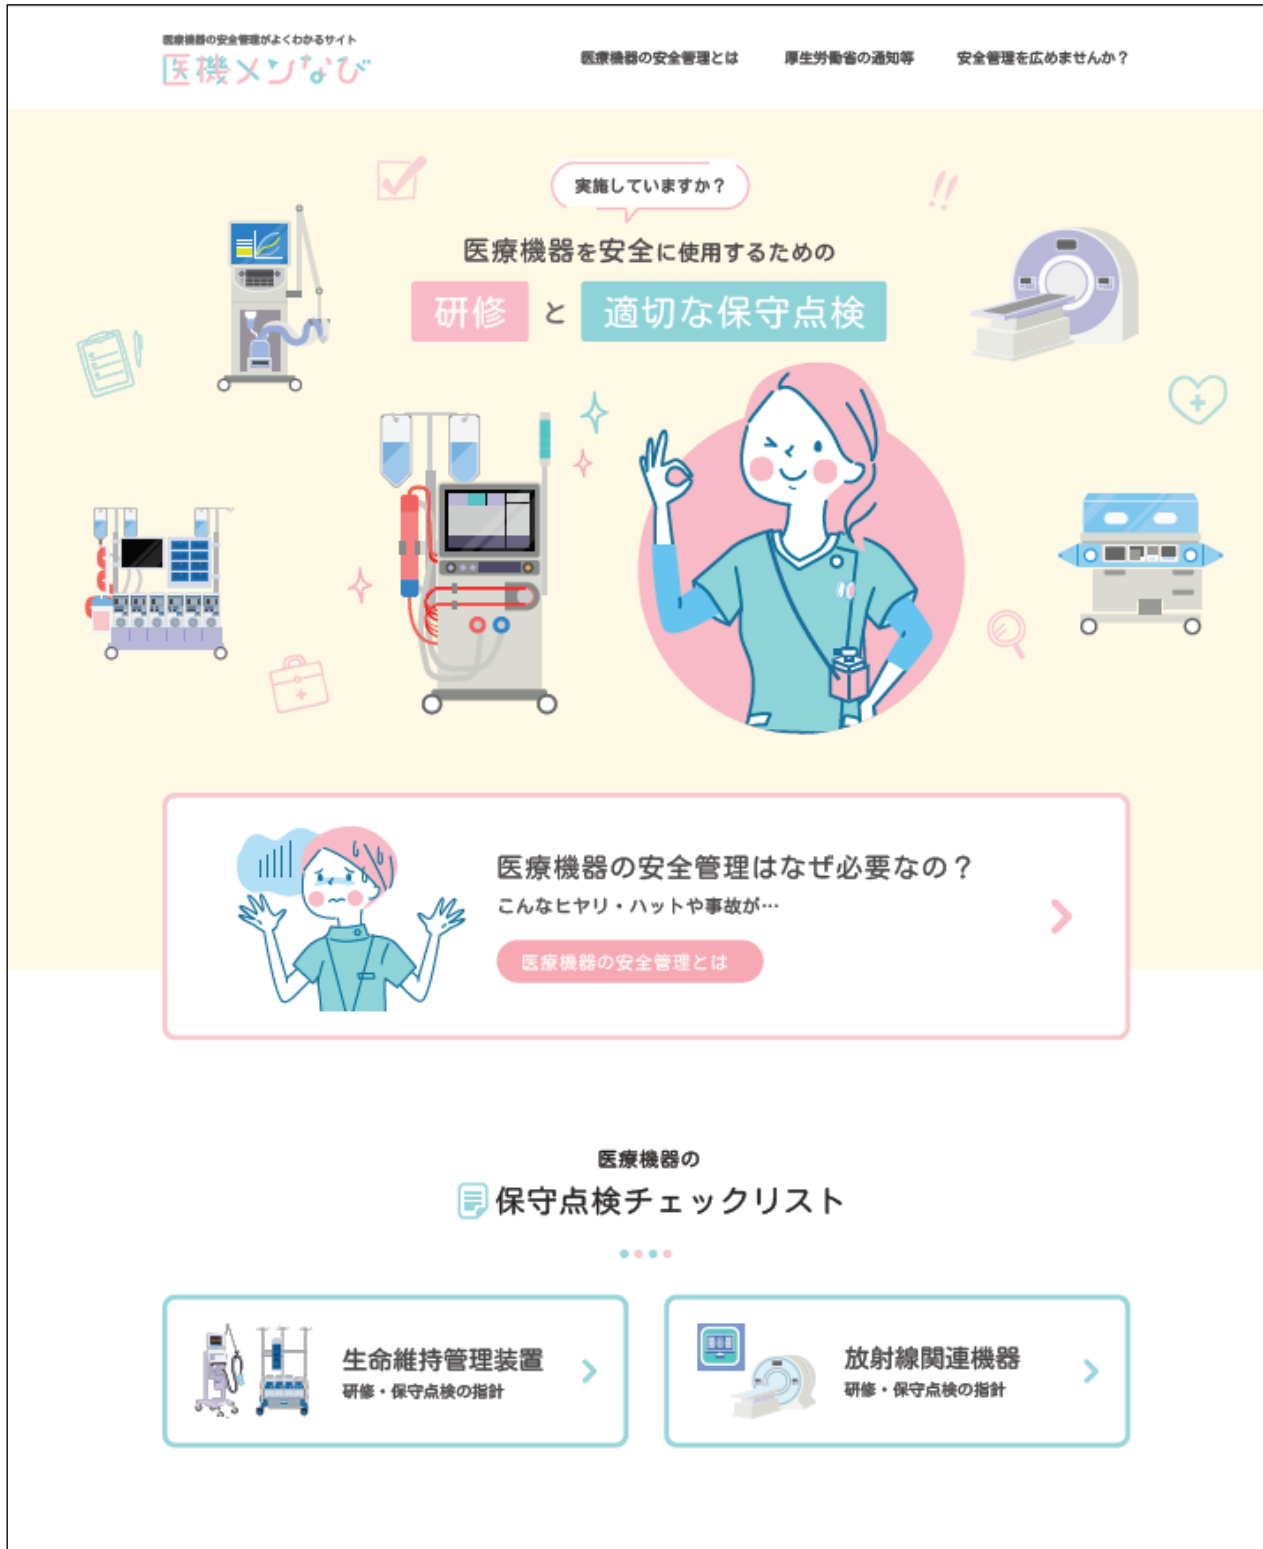 医療機器の安全管理がよくわかるサイト
医機メンなび
医療機器の安全管理とは
厚生労働省の通知等
安全管理を広めませんか？
実施していますか？
医療機器を安全に使用するための
研修と適切な保守点検
医療機器の安全管理はなぜ必要なの？
こんなヒヤリ・ハットや事故が…
医療機器の安全管理とは
医療機器の
保守点検チェックリスト
生命維持管理装置
研修・保守点検の指針
放射線関連機器
研修・保守点検の指針